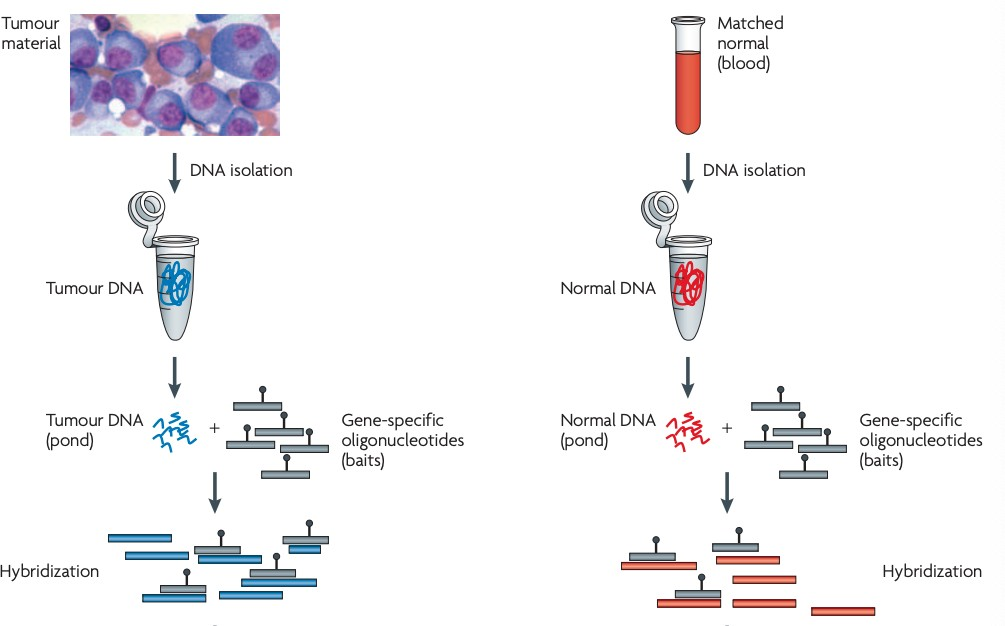 Tumour
material
Matched
normal
(blood)
DNA isolation
DNA isolation
Tumour DNA
Normal DNA
Tumour DNA
(pond)
+
Gene-specific
oligonucleotides
(baits)
Normal DNA
(pond)
+
Gene-specific
oligonucleotides
(baits)
Hybridization
Hybridization